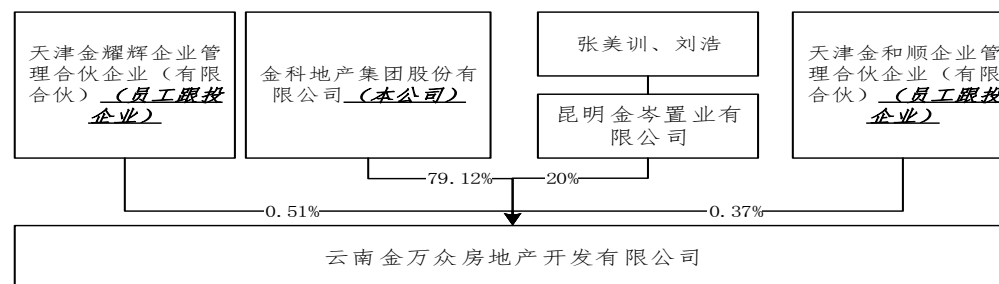 天津金耀辉企业管
理合伙企业（有限
合伙）（员工跟投
企业）
金科地产集团股份有
限公司（本公司）
张美训、刘浩
昆明金岑置业有
限公司
天津金和顺企业管
理合伙企业（有限
合伙）（员工跟投
企业）
79.12%
20%
0.51%
0.37%
云南金万众房地产开发有限公司